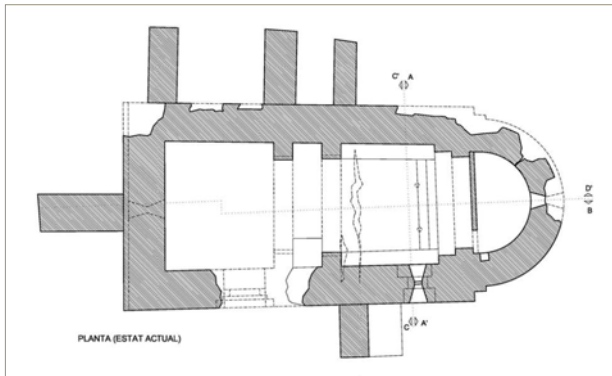 C' A
D'
B
C A'
PLANTA (ESTAT ACTUAL)